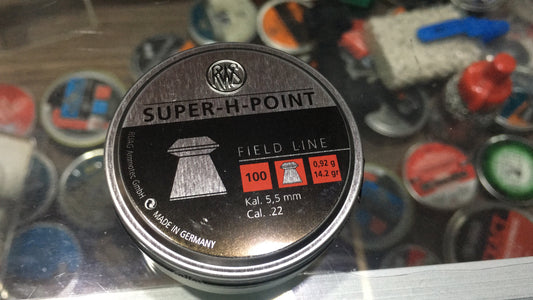 RWS
SUPER-H-POINT
FIELD LINE
100
0,92 g
14.2 gr
Kal. 5,5 mm
Cal. .22
RUAG Ammotec GmbH
MADE IN GERMANY